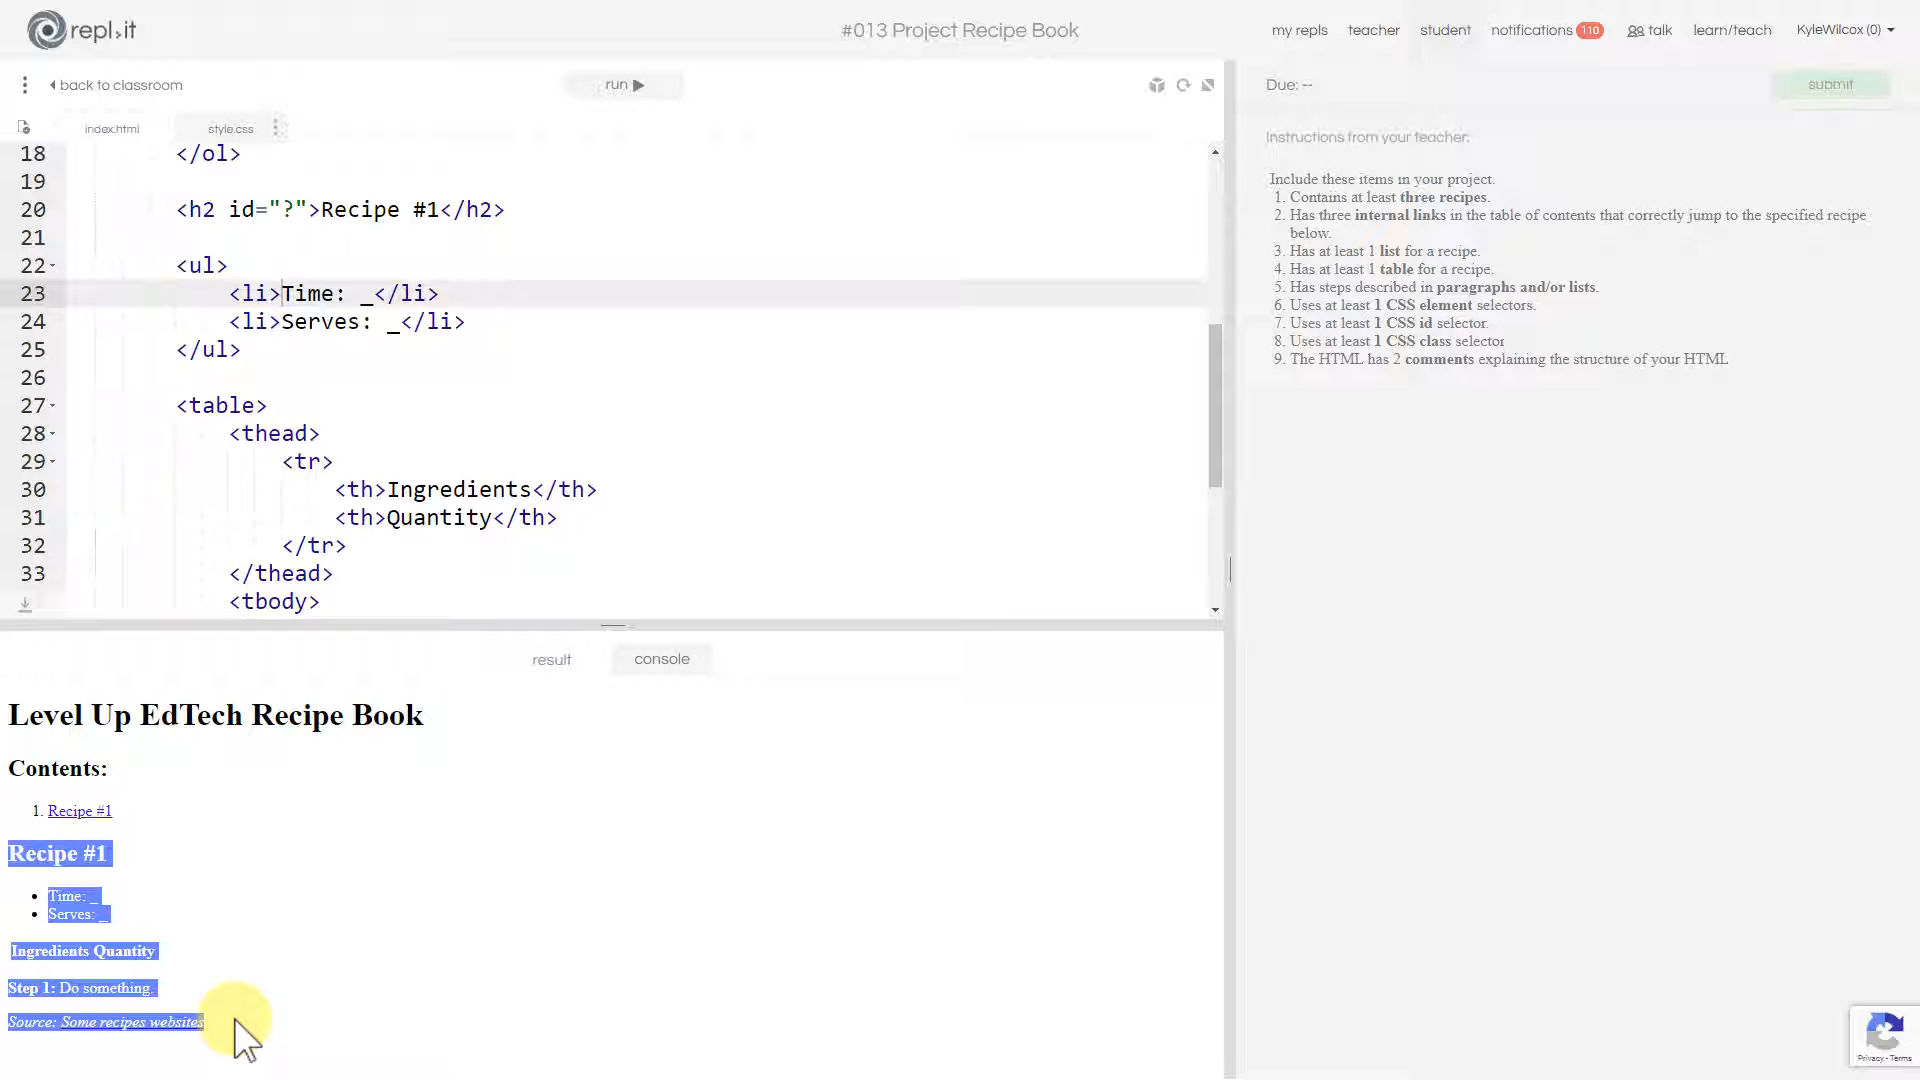 repl.it
#013 Project Recipe Book
my repls teacher student notifications 110 talk learn/teach KyleWilcox (0)
back to classroom
run
Due: --
submit
index.html
style.css
Instructions from your teacher:
18 </ol>
19
20 <h2 id="?">Recipe #1</h2>
21
22 <ul>
23 <li>Time: _</li>
24 <li>Serves: _</li>
25 </ul>
26
27 <table>
28 <thead>
29 <tr>
30 <th>Ingredients</th>
31 <th>Quantity</th>
32 </tr>
33 </thead>
<tbody>
Include these items in your project.
1. Contains at least three recipes.
2. Has three internal links in the table of contents that correctly jump to the specified recipe
below.
3. Has at least 1 list for a recipe.
4. Has at least 1 table for a recipe.
5. Has steps described in paragraphs and/or lists.
6. Uses at least 1 CSS element selectors.
7. Uses at least 1 CSS id selector.
8. Uses at least 1 CSS class selector
9. The HTML has 2 comments explaining the structure of your HTML
result
console
Level Up EdTech Recipe Book
Contents:
1. Recipe #1
Recipe #1
• Time: _
• Serves: _
Ingredients Quantity
Step 1: Do something.
Source: Some recipes websites
Privacy - Terms